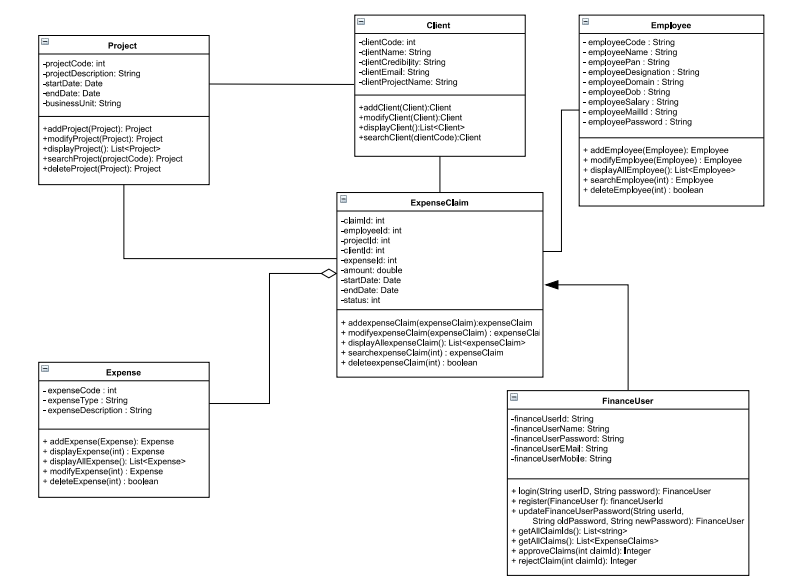 Project
-projectCode: int
-projectDescription: String
-startDate: Date
-endDate: Date
-businessUnit: String
+addProject(Project): Project
+modifyProject(Project): Project
+displayProject(): List<Project>
+searchProject(projectCode): Project
+deleteProject(Project): Project
Client
-clientCode: int
-clientName: String
-clientCredibility: String
-clientEmail: String
-clientProjectName: String
+addClient(Client):Client
+modifyClient(Client):Client
+displayClient():List<Client>
+searchClient(clientCode):Client
Employee
- employeeCode : String
- employeeName : String
- employeePan : String
- employeeDesignation : String
- employeeDomain : String
- employeeDob : String
- employeeSalary : String
- employeeMailId : String
- employeePassword : String
+ addEmployee(Employee): Employee
+ modifyEmployee(Employee) : Employee
+ displayAllEmployee(): List<Employee>
+ searchEmployee(int) : Employee
+ deleteEmployee(int) : boolean
ExpenseClaim
-claimId: int
-employeeId: int
-projectId: int
-clientId: int
-expenseId: int
-amount: double
-startDate: Date
-endDate: Date
-status: int
+ addexpenseClaim(expenseClaim):expenseClaim
+ modifyexpenseClaim(expenseClaim) : expenseClai
+ displayAllexpenseClaim(): List<expenseClaim>
+ searchexpenseClaim(int) : expenseClaim
+ deleteexpenseClaim(int) : boolean
Expense
- expenseCode : int
- expenseType : String
- expenseDescription : String
+ addExpense(Expense): Expense
+ displayExpense(int) : Expense
+ displayAllExpense(): List<Expense>
+ modifyExpense(int) : Expense
+ deleteExpense(int) : boolean
FinanceUser
-financeUserId: String
-financeUserName: String
-financeUserPassword: String
-financeUserEMail: String
-financeUserMobile: String
+ login(String userID, String password): FinanceUser
+ register(FinanceUser f): financeUserId
+ updateFinanceUserPassword(String userId,
String oldPassword, String newPassword): FinanceUser
+ getAllClaimIds(): List<string>
+ getAllClaims(): List<ExpenseClaims>
+ approveClaims(int claimId): Integer
+ rejectClaim(int claimId): Integer